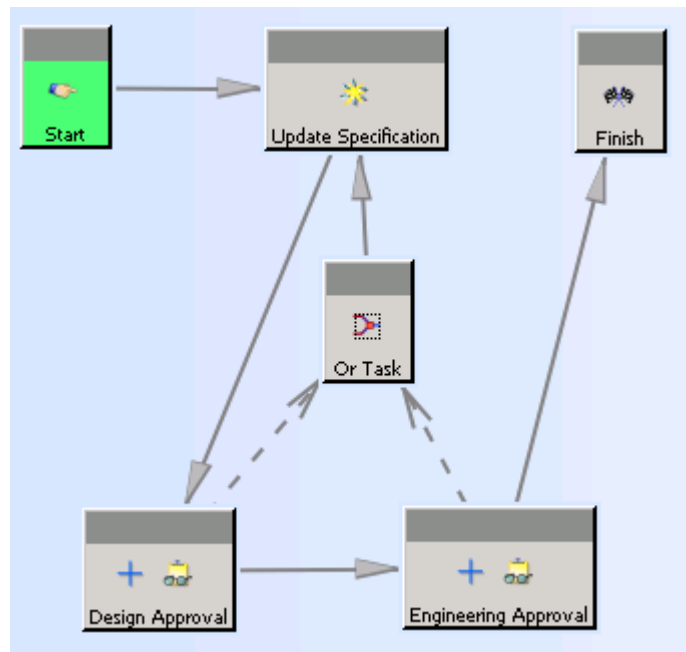 Start
Update Specification
Finish
Or Task
Design Approval
Engineering Approval